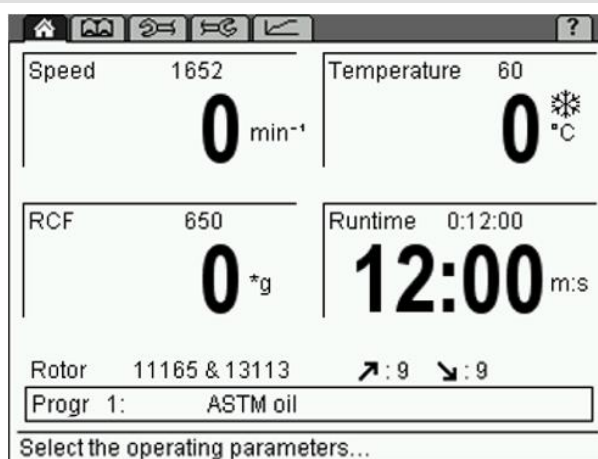 ?
Speed 1652
0 min⁻¹
Temperature 60
0 °C
RCF 650
0 *g
Runtime 0:12:00
12:00 m:s
Rotor 11165 & 13113 ↗: 9 ↘: 9
Progr 1: ASTM oil
Select the operating parameters...